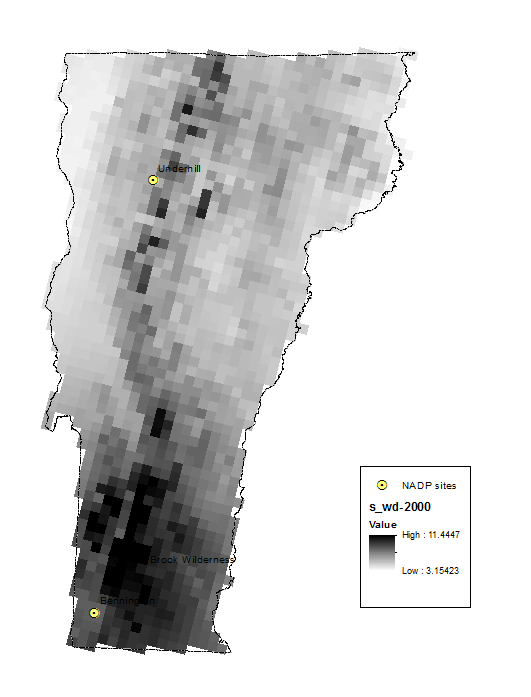 Underhill
Brook Wilderness
Bennington
NADP sites
s_wd-2000
Value
High : 11.4447
Low : 3.15423